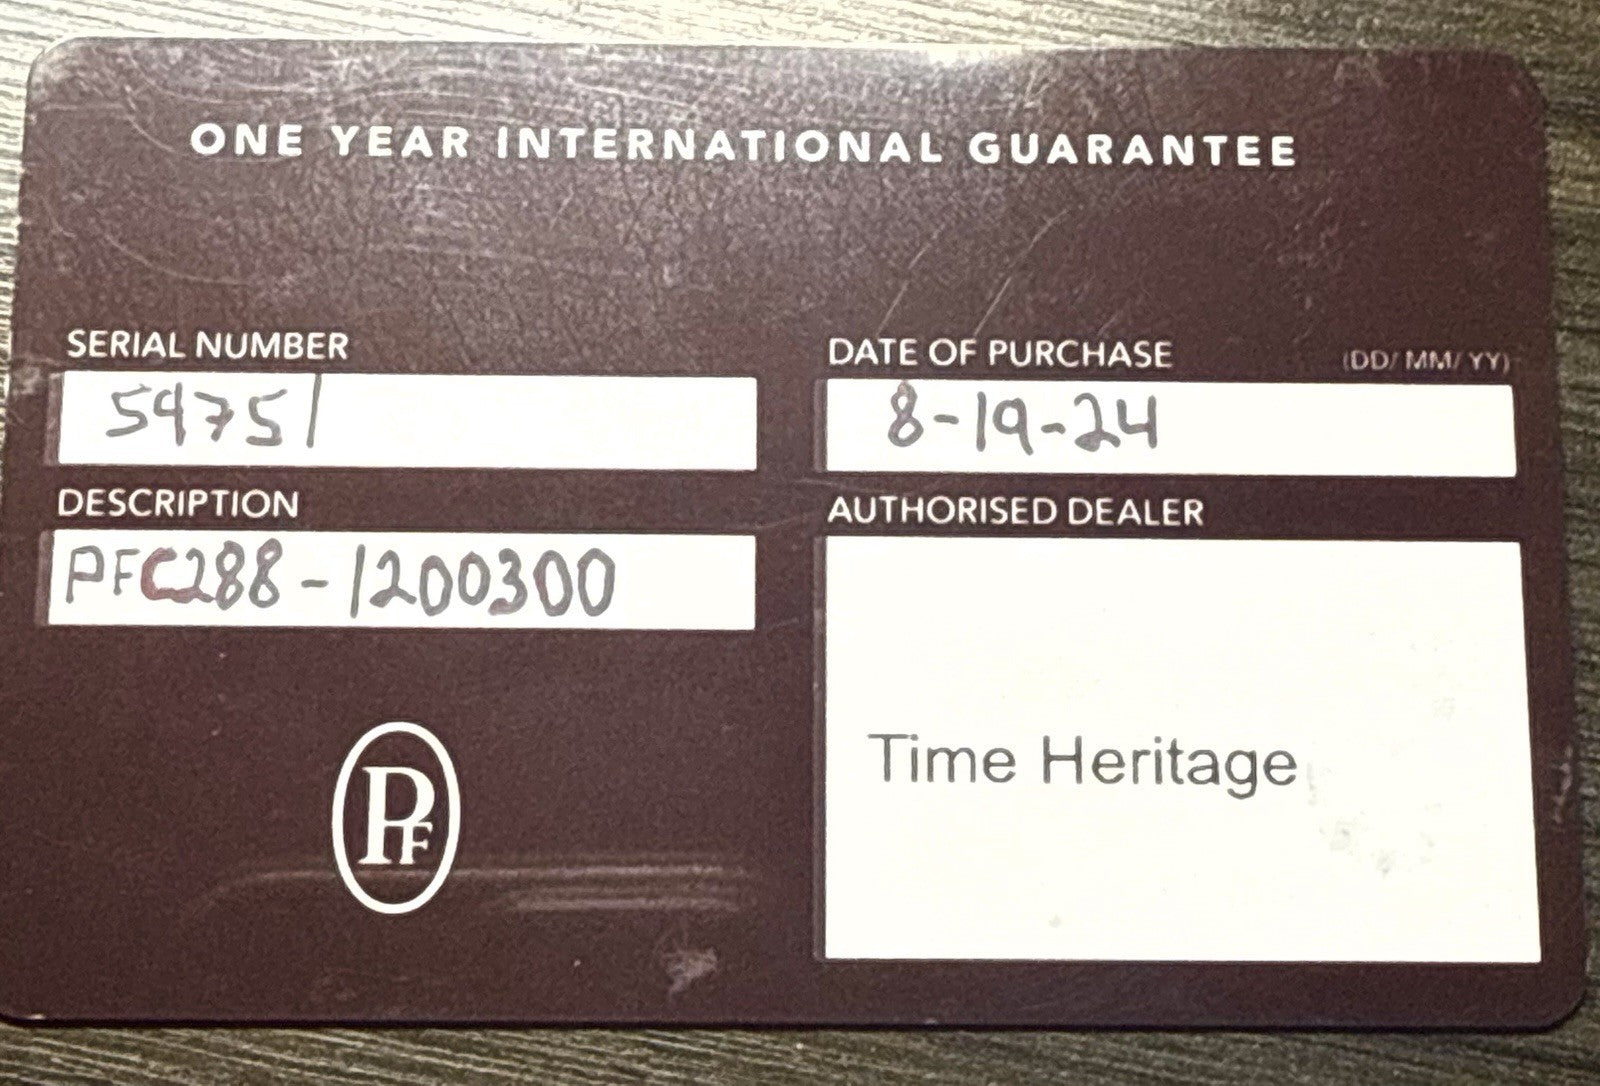 ONE YEAR INTERNATIONAL GUARANTEE
SERIAL NUMBER
54751
DATE OF PURCHASE (DD/ MM/ YY)
8-19-24
DESCRIPTION
PFC288-1200300
AUTHORISED DEALER
Time Heritage
PF